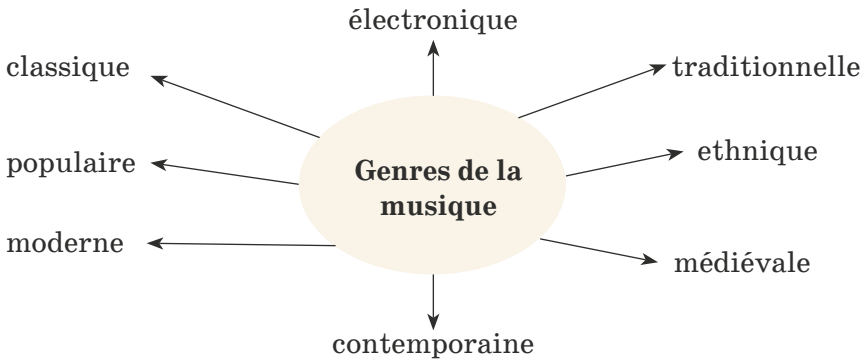 électronique
classique
traditionnelle
populaire
Genres de la
musique
ethnique
moderne
médiévale
contemporaine